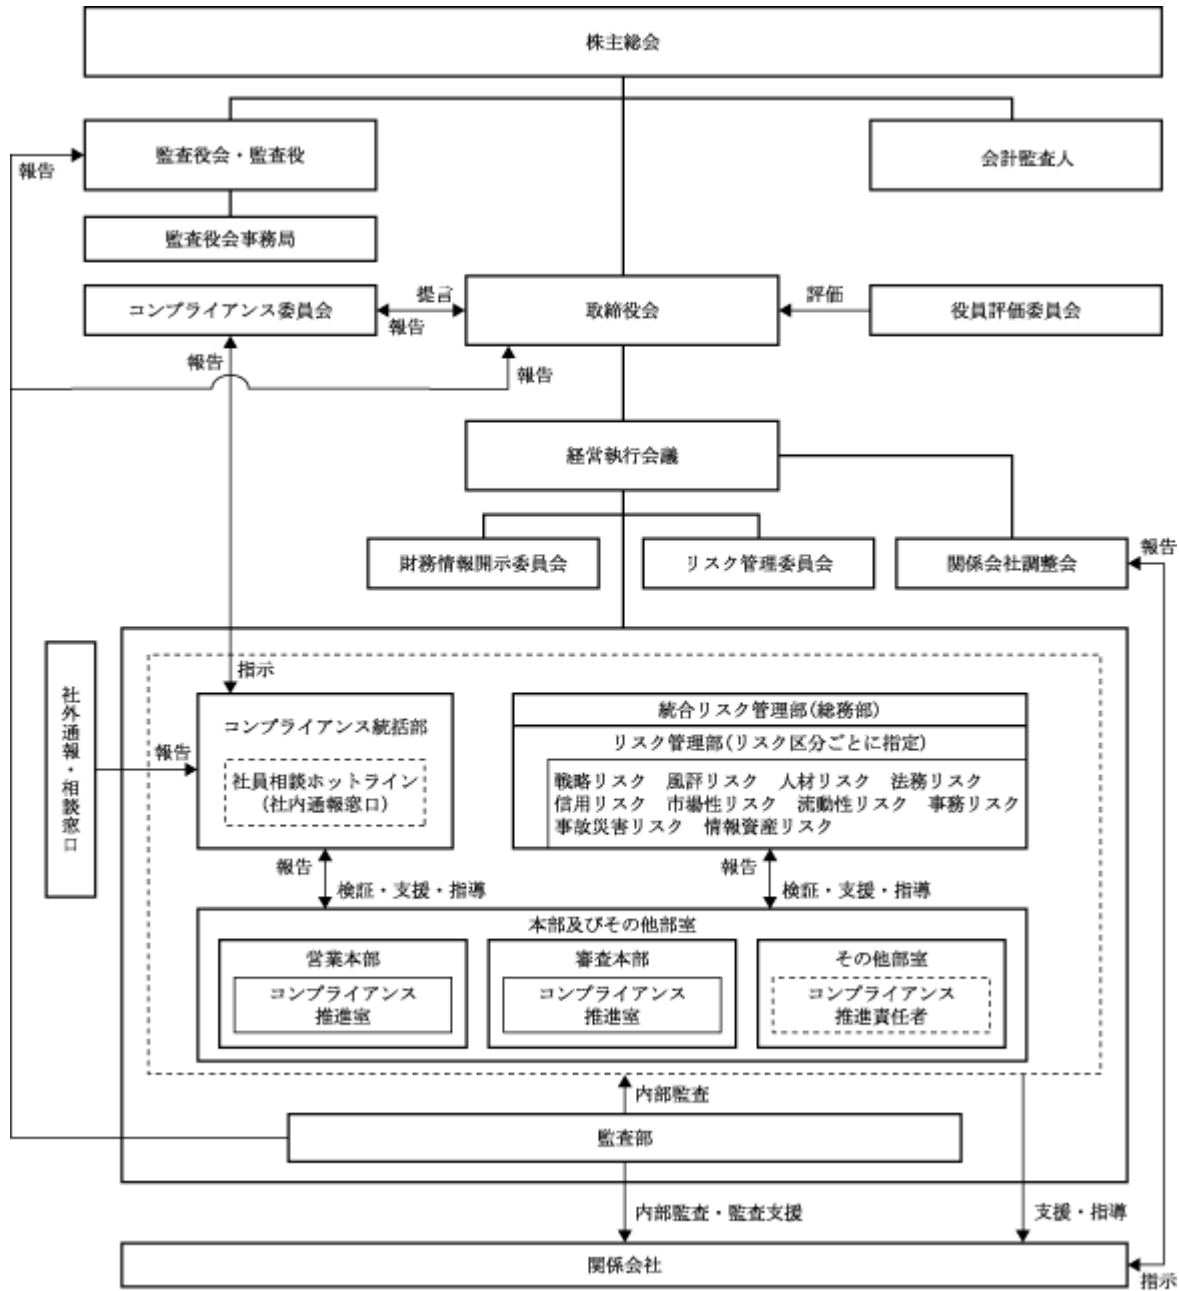 株主総会
監査役会・監査役
会計監査人
報告
監査役会事務局
コンプライアンス委員会
提言
報告
取締役会
評価
役員評価委員会
報告
報告
経営執行会議
財務情報開示委員会
リスク管理委員会
関係会社調整会
報告
社外通報・相談窓口
報告
指示
コンプライアンス統括部
社員相談ホットライン
(社内通報窓口)
統合リスク管理部(総務部)
リスク管理部(リスク区分ごとに指定)
戦略リスク 風評リスク 人材リスク 法務リスク
信用リスク 市場性リスク 流動性リスク 事務リスク
事故災害リスク 情報資産リスク
報告
検証・支援・指導
報告
検証・支援・指導
本部及びその他部室
営業本部
コンプライアンス
推進室
審査本部
コンプライアンス
推進室
その他部室
コンプライアンス
推進責任者
内部監査
監査部
内部監査・監査支援
支援・指導
関係会社
指示